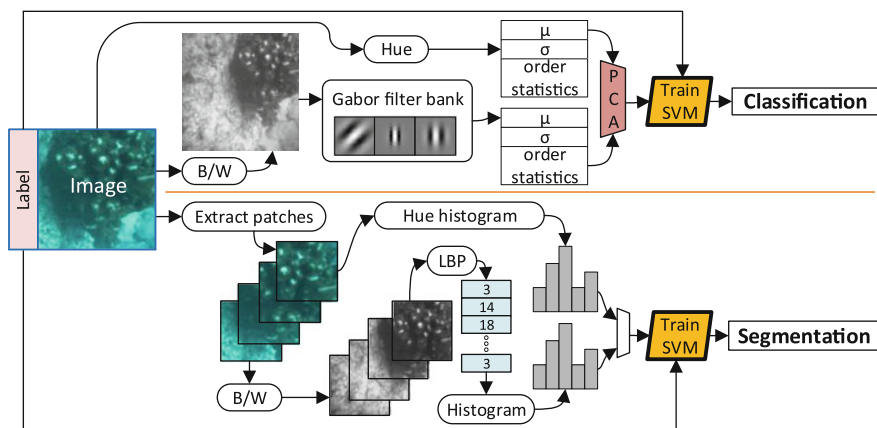 Hue
μ
σ
order
statistics
P
C
A
Train
SVM
Classification
Gabor filter bank
μ
σ
order
statistics
B/W
Label
Image
Extract patches
Hue histogram
LBP
3
14
18
3
B/W
Histogram
Train
SVM
Segmentation